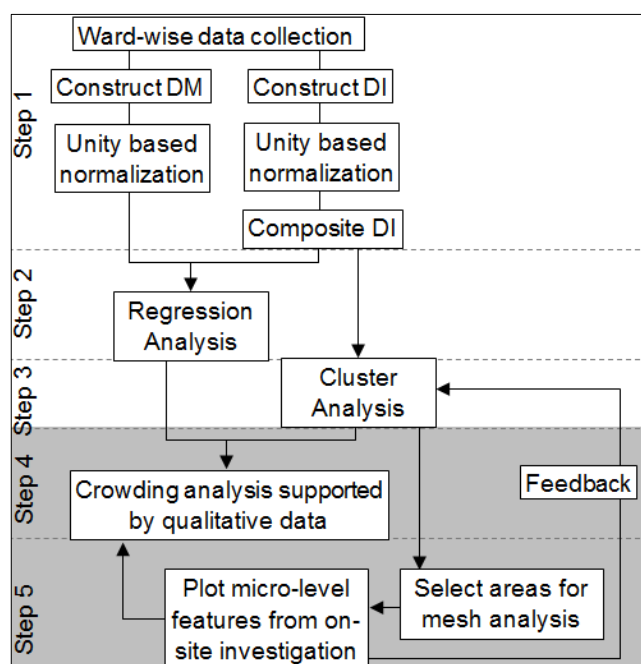 Step 1
Ward-wise data collection
Construct DM
Construct DI
Unity based
normalization
Unity based
normalization
Composite DI
Step 2
Regression
Analysis
Step 3
Cluster
Analysis
Step 4
Crowding analysis supported
by qualitative data
Feedback
Step 5
Plot micro-level
features from on-
site investigation
Select areas for
mesh analysis